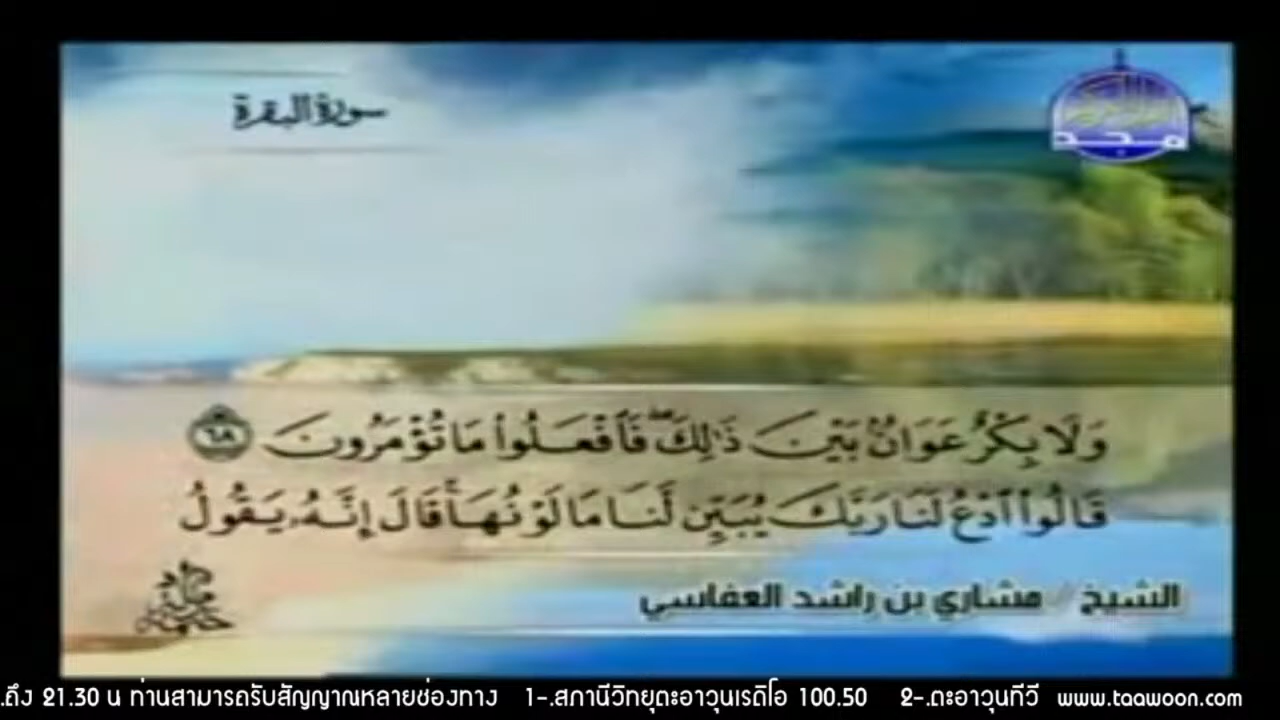 سورة البقرة
مجد
وَلَا بِكْرٌ عَوَانٌۢ بَيْنَ ذَٰلِكَ ۖ فَٱفْعَلُوا۟ مَا تُؤْمَرُونَ ٦٨
قَالُوا۟ ٱدْعُ لَنَا رَبَّكَ يُبَيِّن لَّنَا مَا لَوْنُهَا ۚ قَالَ إِنَّهُۥ يَقُولُ
الشيخ / مشاري بن راشد العفاسي
.ถึง 21.30 น ท่านสามารถรับสัญญาณหลายช่องทาง 1-.สภานีวิทยุตะอาวุนเรดิโอ 100.50 2-.ตะอาวุนทีวี www.taawoon.com